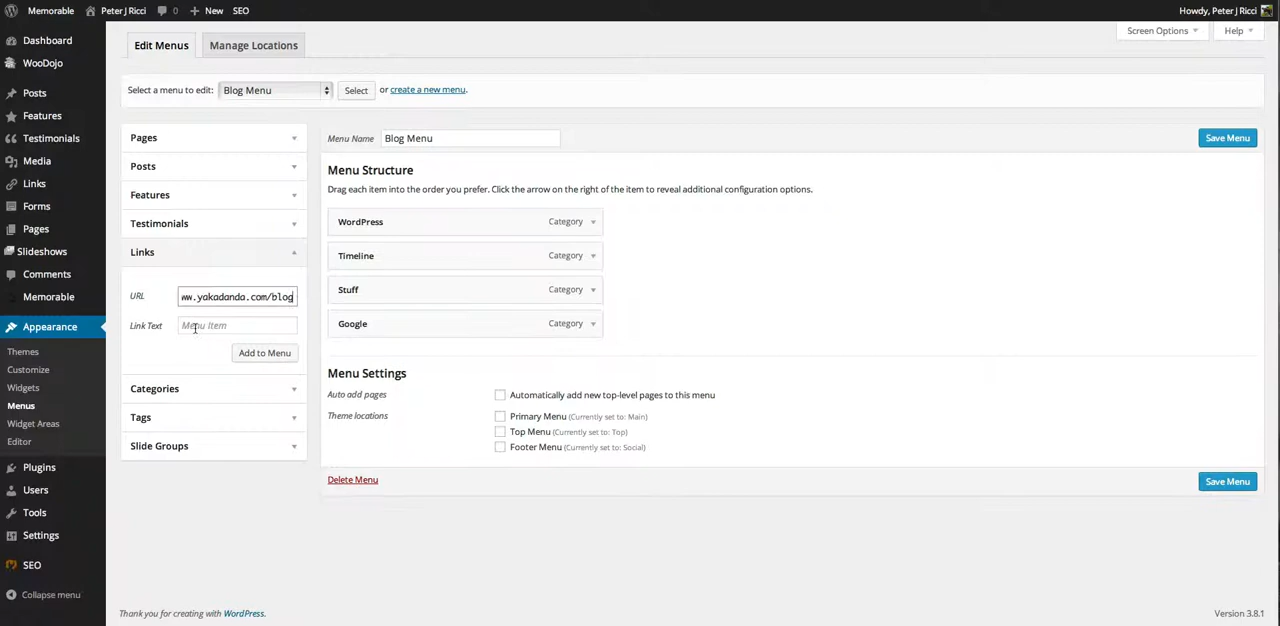 Memorable Peter J Ricci 0 + New SEO Howdy, Peter J Ricci
Screen Options Help
Dashboard
WooDojo
Posts
Features
Testimonials
Media
Links
Forms
Pages
Slideshows
Comments
Memorable
Appearance
Themes
Customize
Widgets
Menus
Widget Areas
Editor
Plugins
Users
Tools
Settings
SEO
Collapse menu
Edit Menus Manage Locations
Select a menu to edit: Blog Menu Select or create a new menu.
Pages
Posts
Features
Testimonials
Links
URL ww.yakadanda.com/blog
Link Text Menu Item
Add to Menu
Categories
Tags
Slide Groups
Menu Name Blog Menu Save Menu
Menu Structure
Drag each item into the order you prefer. Click the arrow on the right of the item to reveal additional configuration options.
WordPress Category
Timeline Category
Stuff Category
Google Category
Menu Settings
Auto add pages Automatically add new top-level pages to this menu
Theme locations Primary Menu (Currently set to: Main)
Top Menu (Currently set to: Top)
Footer Menu (Currently set to: Social)
Delete Menu Save Menu
Thank you for creating with WordPress. Version 3.8.1